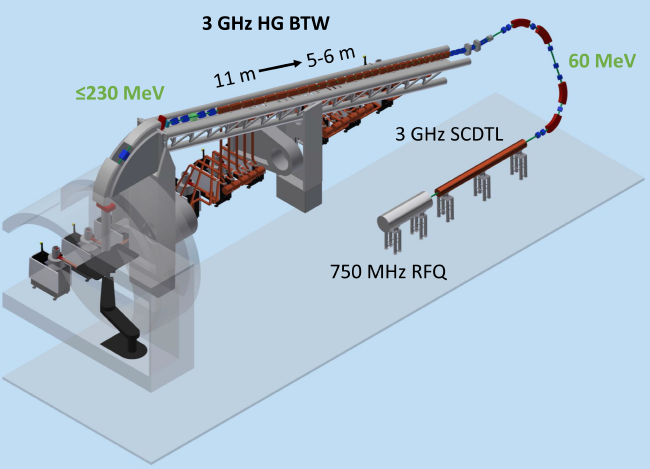 3 GHz HG BTW
11 m → 5-6 m
≤230 MeV
60 MeV
3 GHz SCDTL
750 MHz RFQ